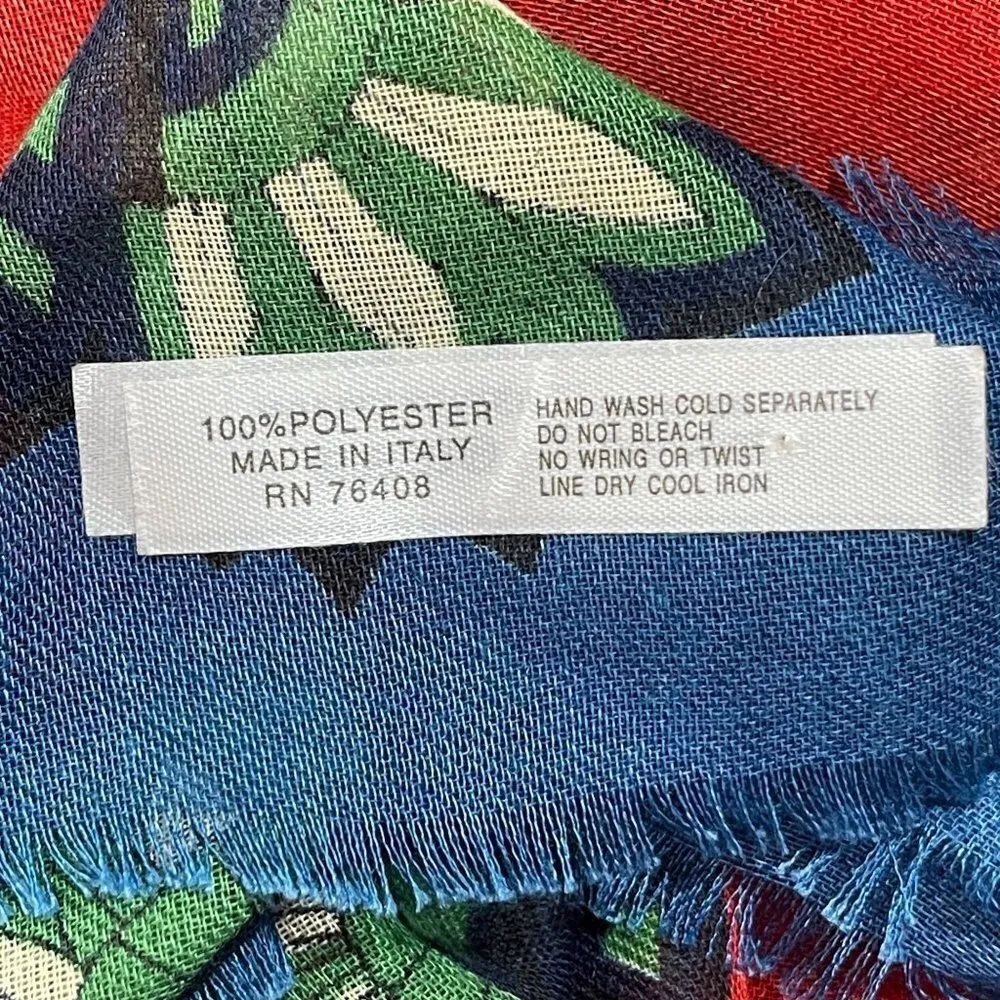 100%POLYESTER
MADE IN ITALY
RN 76408
HAND WASH COLD SEPARATELY
DO NOT BLEACH
NO WRING OR TWIST
LINE DRY COOL IRON